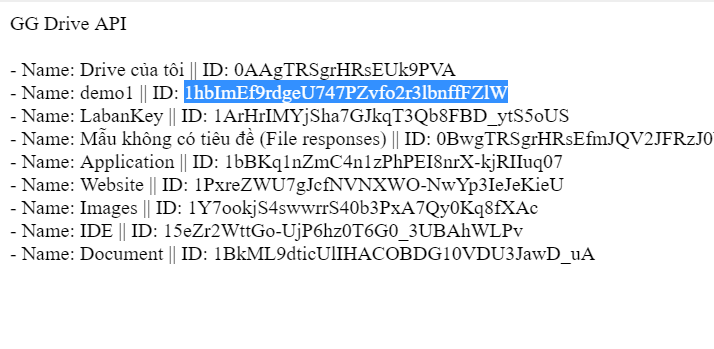 GG Drive API
- Name: Drive của tôi || ID: 0AAgTRSgrHRsEUk9PVA
- Name: demo1 || ID: 1hbImEf9rdgeU747PZvfo2r3lbnffFZlW
- Name: LabanKey || ID: 1ArHrIMYjSha7GJkqT3Qb8FBD_ytS5oUS
- Name: Mẫu không có tiêu đề (File responses) || ID: 0BwgTRSgrHRsEfmJQV2JFRzJ0
- Name: Application || ID: 1bBKq1nZmC4n1zPhPEI8nrX-kjRIIuq07
- Name: Website || ID: 1PxreZWU7gJcfNVNXWO-NwYp3IeJeKieU
- Name: Images || ID: 1Y7ookjS4swwrrS40b3PxA7Qy0Kq8fXAc
- Name: IDE || ID: 15eZr2WttGo-UjP6hz0T6G0_3UBAhWLPv
- Name: Document || ID: 1BkML9dticUlIHACOBDG10VDU3JawD_uA